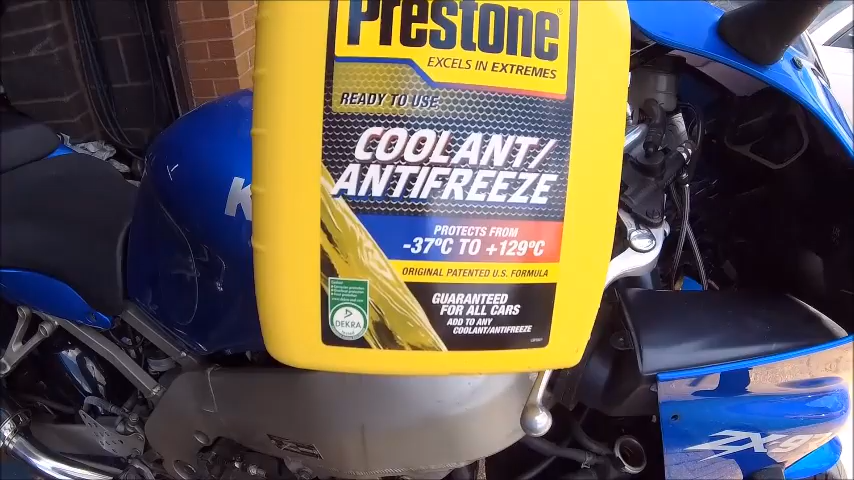 Prestone
EXCELS IN EXTREMES
READY TO USE
COOLANT/
ANTIFREEZE
PROTECTS FROM
-37ºC TO +129ºC
ORIGINAL PATENTED U.S. FORMULA
GUARANTEED
FOR ALL CARS
ADD TO ANY
COOLANT/ANTIFREEZE
DEKRA
K
ZX-9R